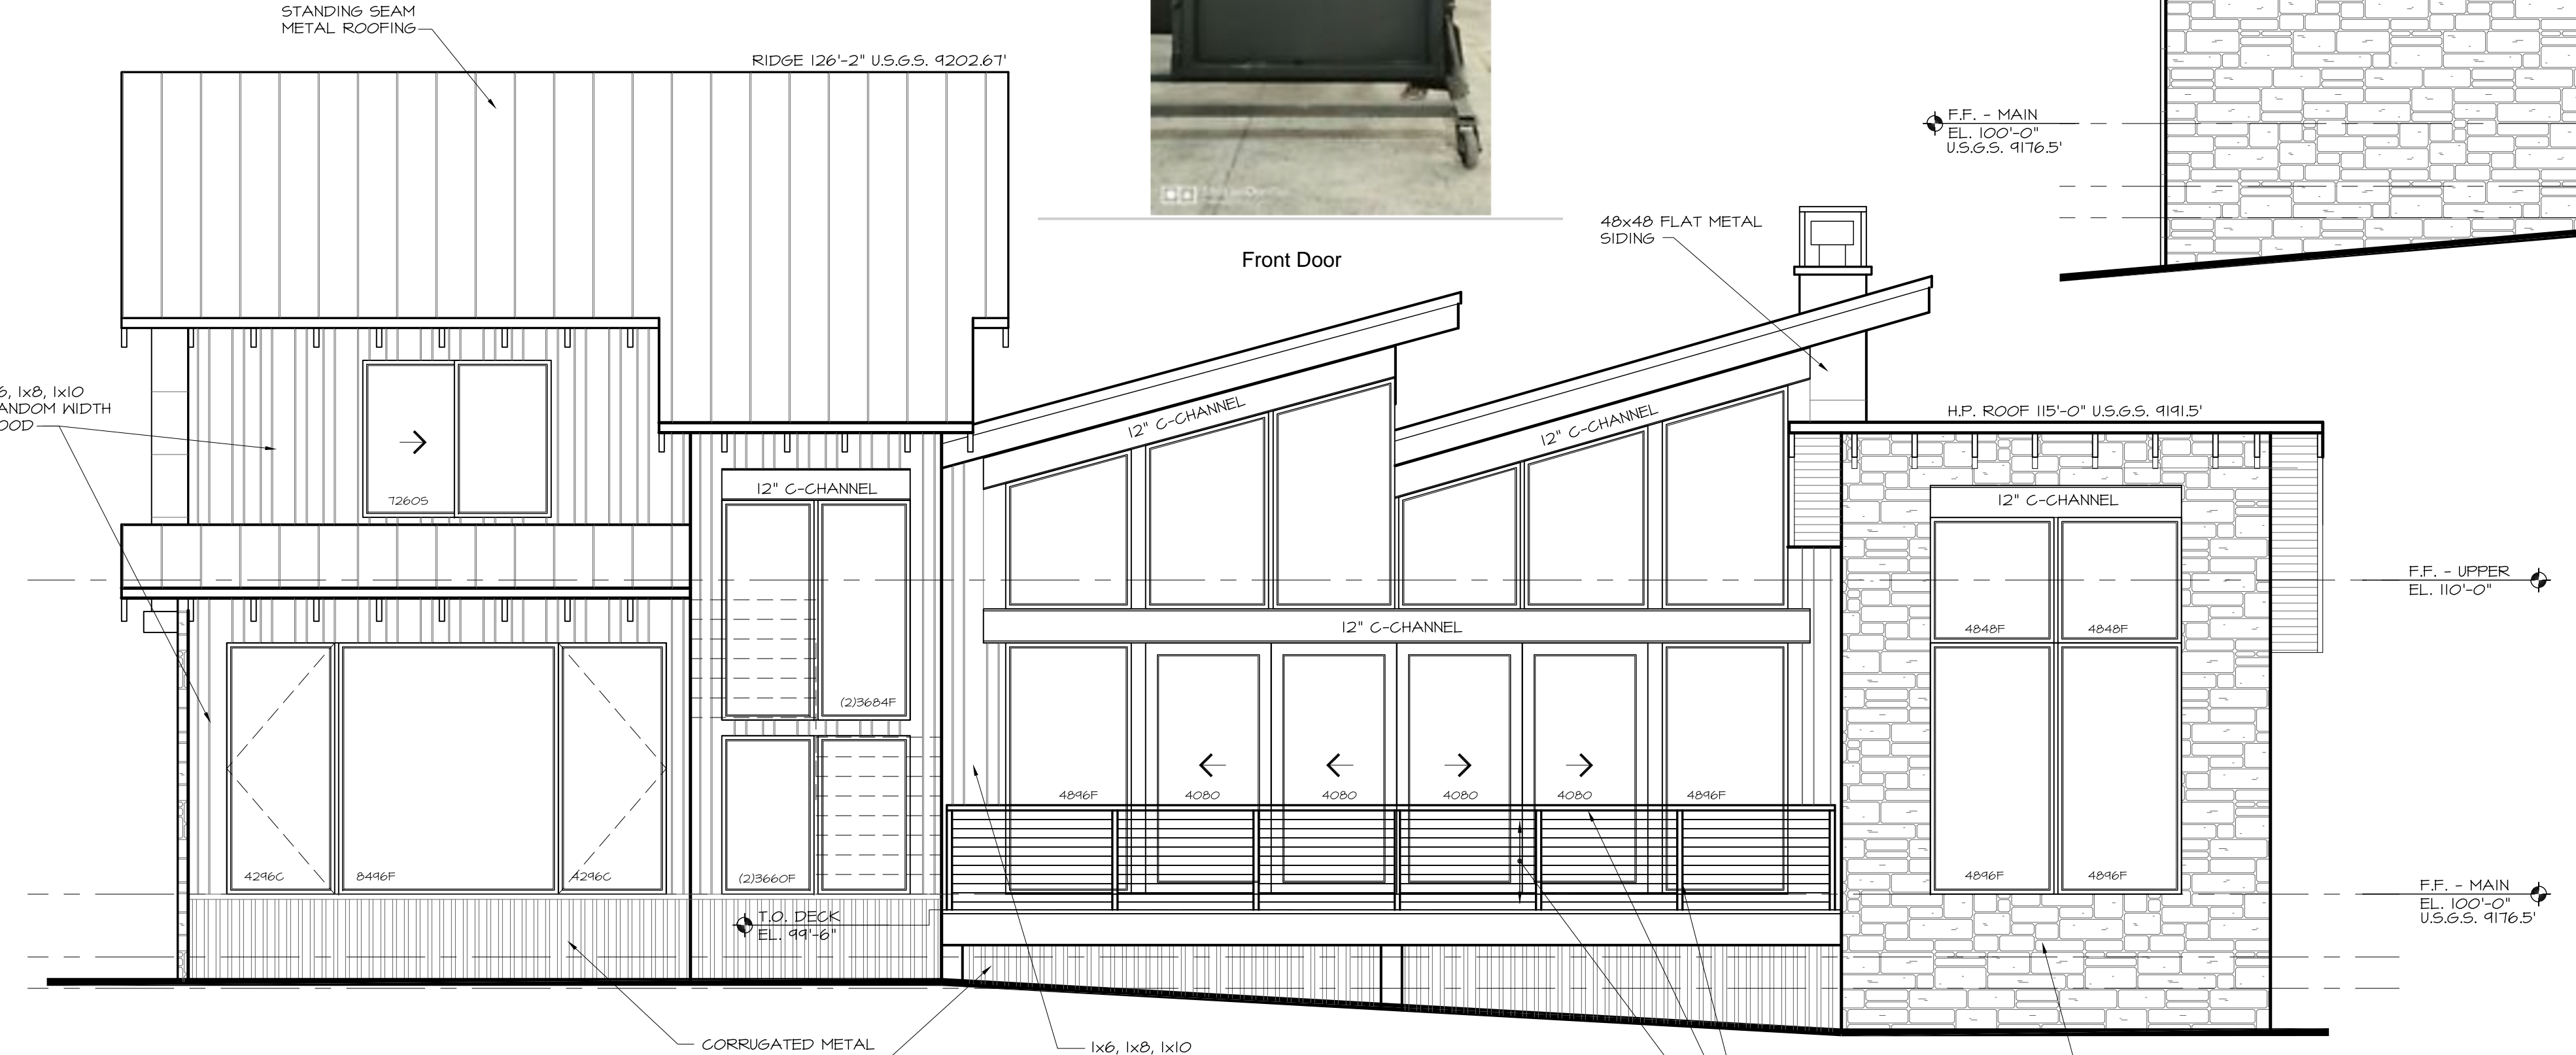 STANDING SEAM
METAL ROOFING
RIDGE 126'-2" U.S.G.S. 9202.67'
F.F. - MAIN
EL. 100'-0"
U.S.G.S. 9176.5'
48x48 FLAT METAL
SIDING
Front Door
6, 1x8, 1x10
ANDOM WIDTH
OOD
H.P. ROOF 115'-0" U.S.G.S. 9191.5'
12" C-CHANNEL
12" C-CHANNEL
7260S
12" C-CHANNEL
12" C-CHANNEL
F.F. - UPPER
EL. 110'-0"
12" C-CHANNEL
4848F
4848F
(2)3684F
4896F
4080
4080
4080
4080
4896F
4296C
8496F
4296C
(2)3660F
4896F
4896F
F.F. - MAIN
EL. 100'-0"
U.S.G.S. 9176.5'
T.O. DECK
EL. 99'-6"
CORRUGATED METAL
1x6, 1x8, 1x10